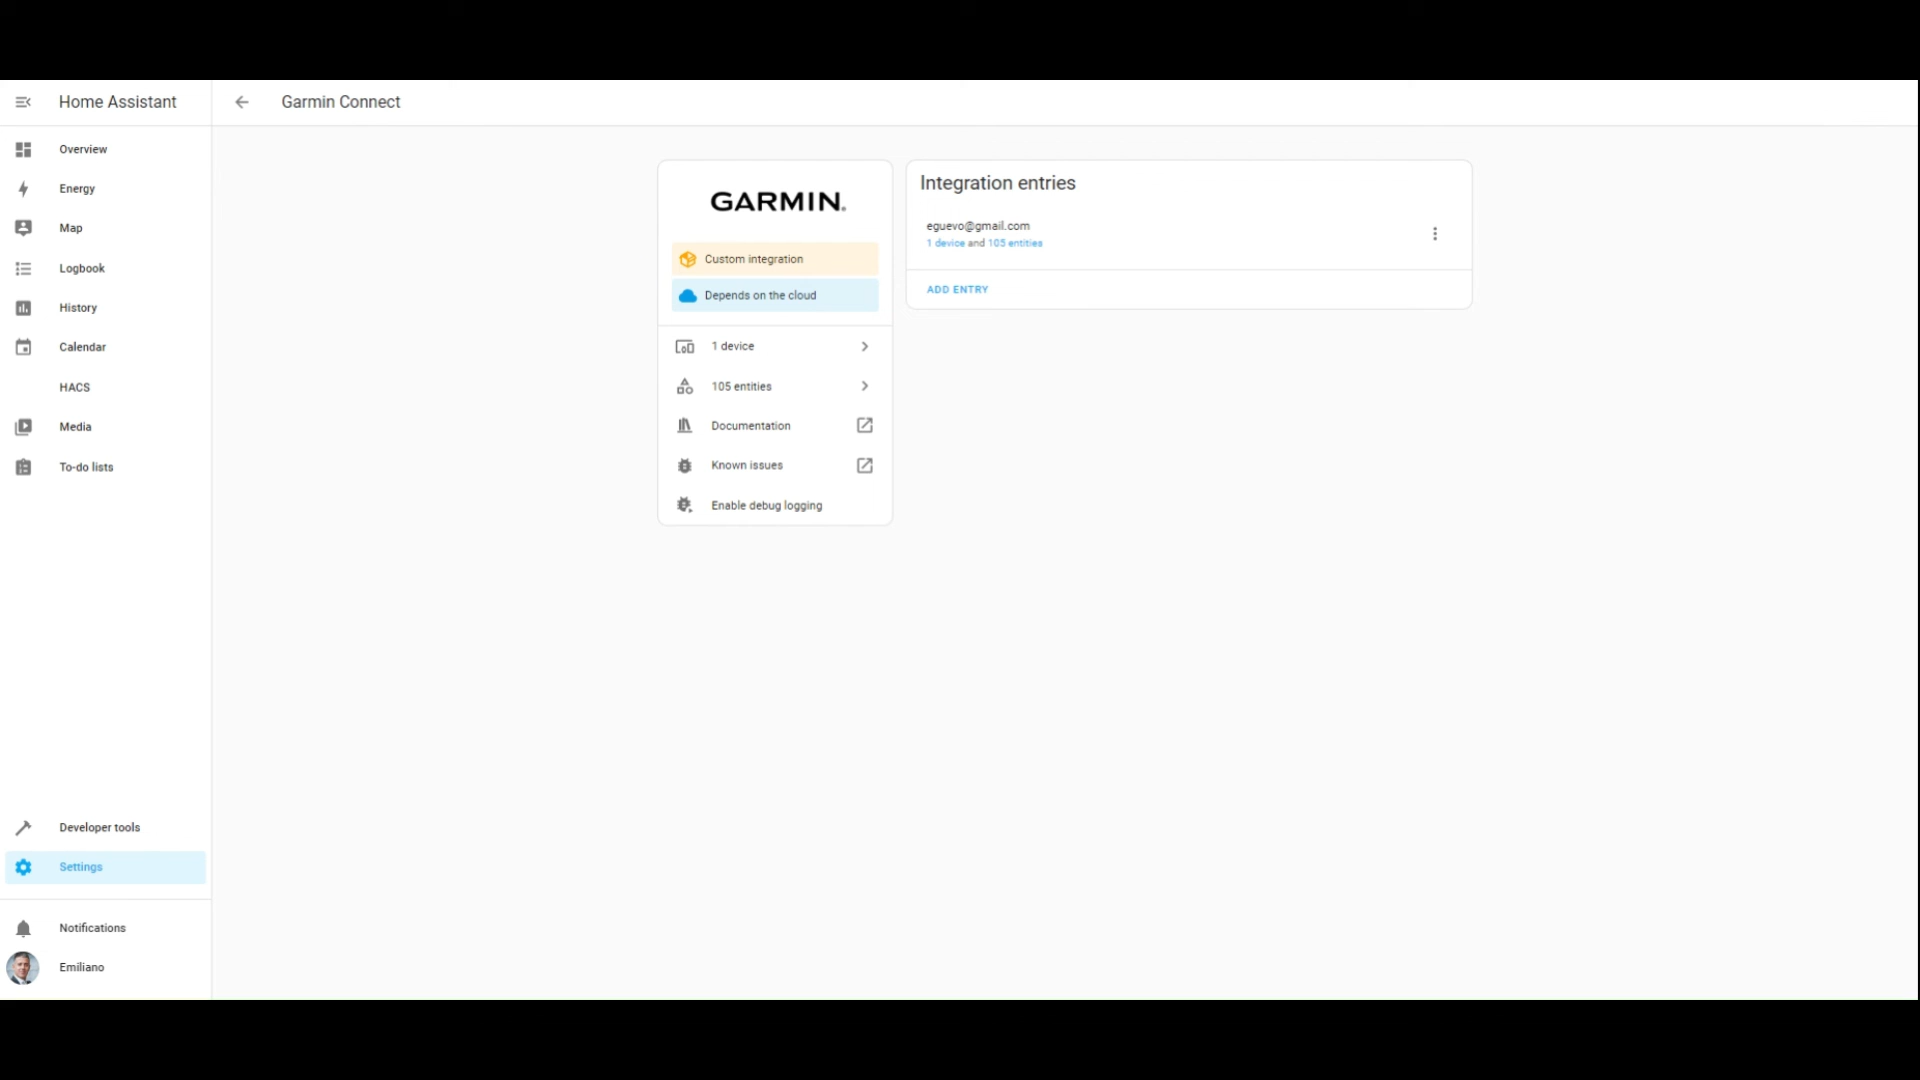 Home Assistant
Garmin Connect
Overview
Energy
Map
Logbook
History
Calendar
HACS
Media
To-do lists
Developer tools
Settings
Notifications
Emiliano
GARMIN.
Custom integration
Depends on the cloud
1 device
105 entities
Documentation
Known issues
Enable debug logging
Integration entries
eguevo@gmail.com
1 device and 105 entities
ADD ENTRY